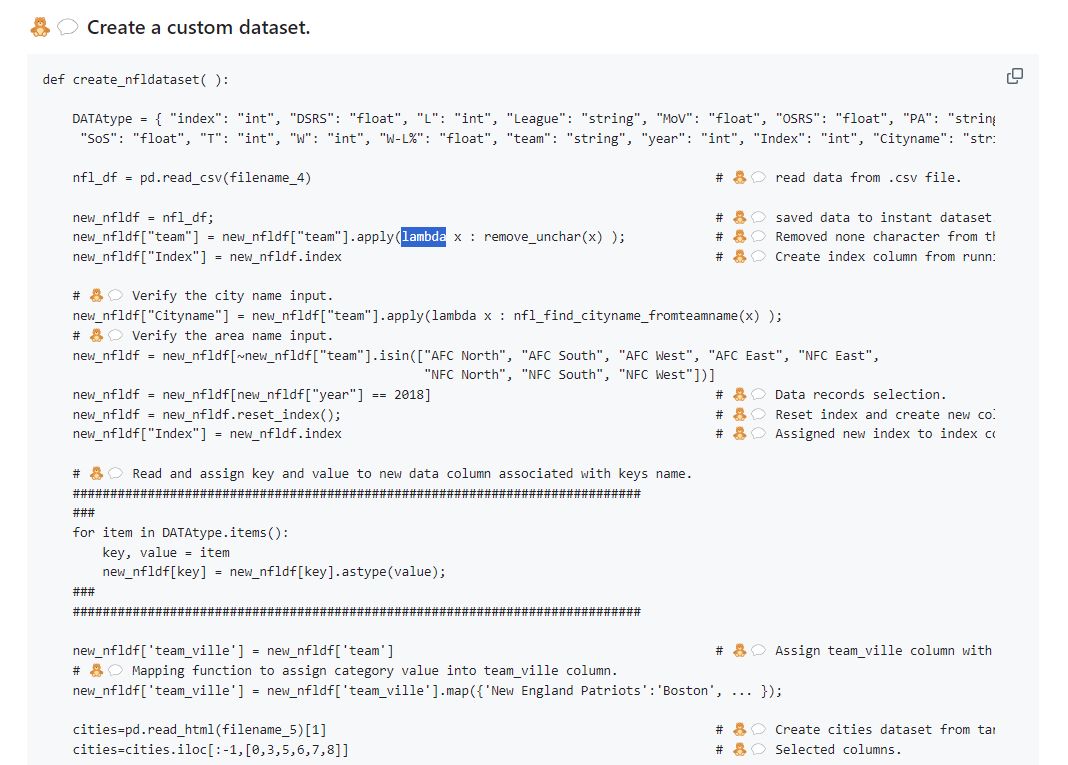 🧸💬 Create a custom dataset.
def create_nfldataset( ):
DATAtype = { "index": "int", "DSRS": "float", "L": "int", "League": "string", "MoV": "float", "OSRS": "float", "PA": "string
"SoS": "float", "T": "int", "W": "int", "W-L%": "float", "team": "string", "year": "int", "Index": "int", "Cityname": "str
nfl_df = pd.read_csv(filename_4) # 🧸💬 read data from .csv file.
new_nfldf = nfl_df; # 🧸💬 saved data to instant dataset
new_nfldf["team"] = new_nfldf["team"].apply(lambda x : remove_unchar(x) ); # 🧸💬 Removed none character from th
new_nfldf["Index"] = new_nfldf.index # 🧸💬 Create index column from runn
# 🧸💬 Verify the city name input.
new_nfldf["Cityname"] = new_nfldf["team"].apply(lambda x : nfl_find_cityname_fromteamname(x) );
# 🧸💬 Verify the area name input.
new_nfldf = new_nfldf[~new_nfldf["team"].isin(["AFC North", "AFC South", "AFC West", "AFC East", "NFC East",
"NFC North", "NFC South", "NFC West"])]
new_nfldf = new_nfldf[new_nfldf["year"] == 2018] # 🧸💬 Data records selection.
new_nfldf = new_nfldf.reset_index(); # 🧸💬 Reset index and create new co
new_nfldf["Index"] = new_nfldf.index # 🧸💬 Assigned new index to index co
# 🧸💬 Read and assign key and value to new data column associated with keys name.
############################################################################
###
for item in DATAtype.items():
key, value = item
new_nfldf[key] = new_nfldf[key].astype(value);
###
############################################################################
new_nfldf['team_ville'] = new_nfldf['team'] # 🧸💬 Assign team_ville column with
# 🧸💬 Mapping function to assign category value into team_ville column.
new_nfldf['team_ville'] = new_nfldf['team_ville'].map({'New England Patriots':'Boston', ... });
cities=pd.read_html(filename_5)[1] # 🧸💬 Create cities dataset from tar
cities=cities.iloc[:-1,[0,3,5,6,7,8]] # 🧸💬 Selected columns.